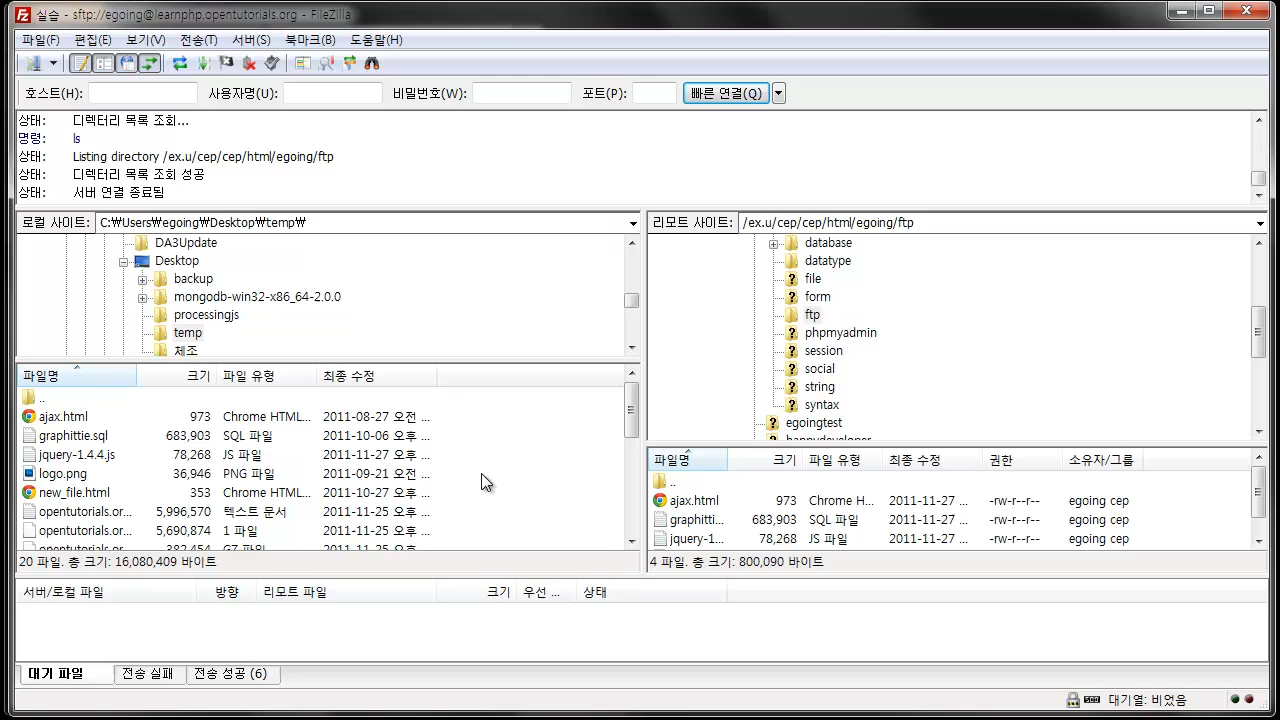 실습 - sftp://egoing@learnphp.opentutorials.org - FileZilla
파일(F) 편집(E) 보기(V) 전송(T) 서버(S) 북마크(B) 도움말(H)
호스트(H): 사용자명(U): 비밀번호(W): 포트(P): 빠른 연결(Q)
상태: 디렉터리 목록 조회...
명령: ls
상태: Listing directory /ex.u/cep/cep/html/egoing/ftp
상태: 디렉터리 목록 조회 성공
상태: 서버 연결 종료됨
로컬 사이트: C:₩Users₩egoing₩Desktop₩temp₩
DA3Update
Desktop
backup
mongodb-win32-x86_64-2.0.0
processingjs
temp
체조
파일명 크기 파일 유형 최종 수정
..
ajax.html 973 Chrome HTML... 2011-08-27 오전 ...
graphittie.sql 683,903 SQL 파일 2011-10-06 오후 ...
jquery-1.4.4.js 78,268 JS 파일 2011-11-27 오후 ...
logo.png 36,946 PNG 파일 2011-09-21 오전 ...
new_file.html 353 Chrome HTML... 2011-10-27 오후 ...
opentutorials.or... 5,996,570 텍스트 문서 2011-11-25 오후 ...
opentutorials.or... 5,690,874 1 파일 2011-11-25 오후 ...
opentutorials.or... 382,454 GZ 파일 2011-11-25 오후 ...
20 파일. 총 크기: 16,080,409 바이트
리모트 사이트: /ex.u/cep/cep/html/egoing/ftp
database
datatype
file
form
ftp
phpmyadmin
session
social
string
syntax
egoingtest
happydeveloper
파일명 크기 파일 유형 최종 수정 권한 소유자/그룹
..
ajax.html 973 Chrome H... 2011-11-27 ... -rw-r--r-- egoing cep
graphitti... 683,903 SQL 파일 2011-11-27 ... -rw-r--r-- egoing cep
jquery-1... 78,268 JS 파일 2011-11-27 ... -rw-r--r-- egoing cep
4 파일. 총 크기: 800,090 바이트
서버/로컬 파일 방향 리모트 파일 크기 우선 ... 상태
대기 파일 전송 실패 전송 성공 (6)
대기열: 비었음